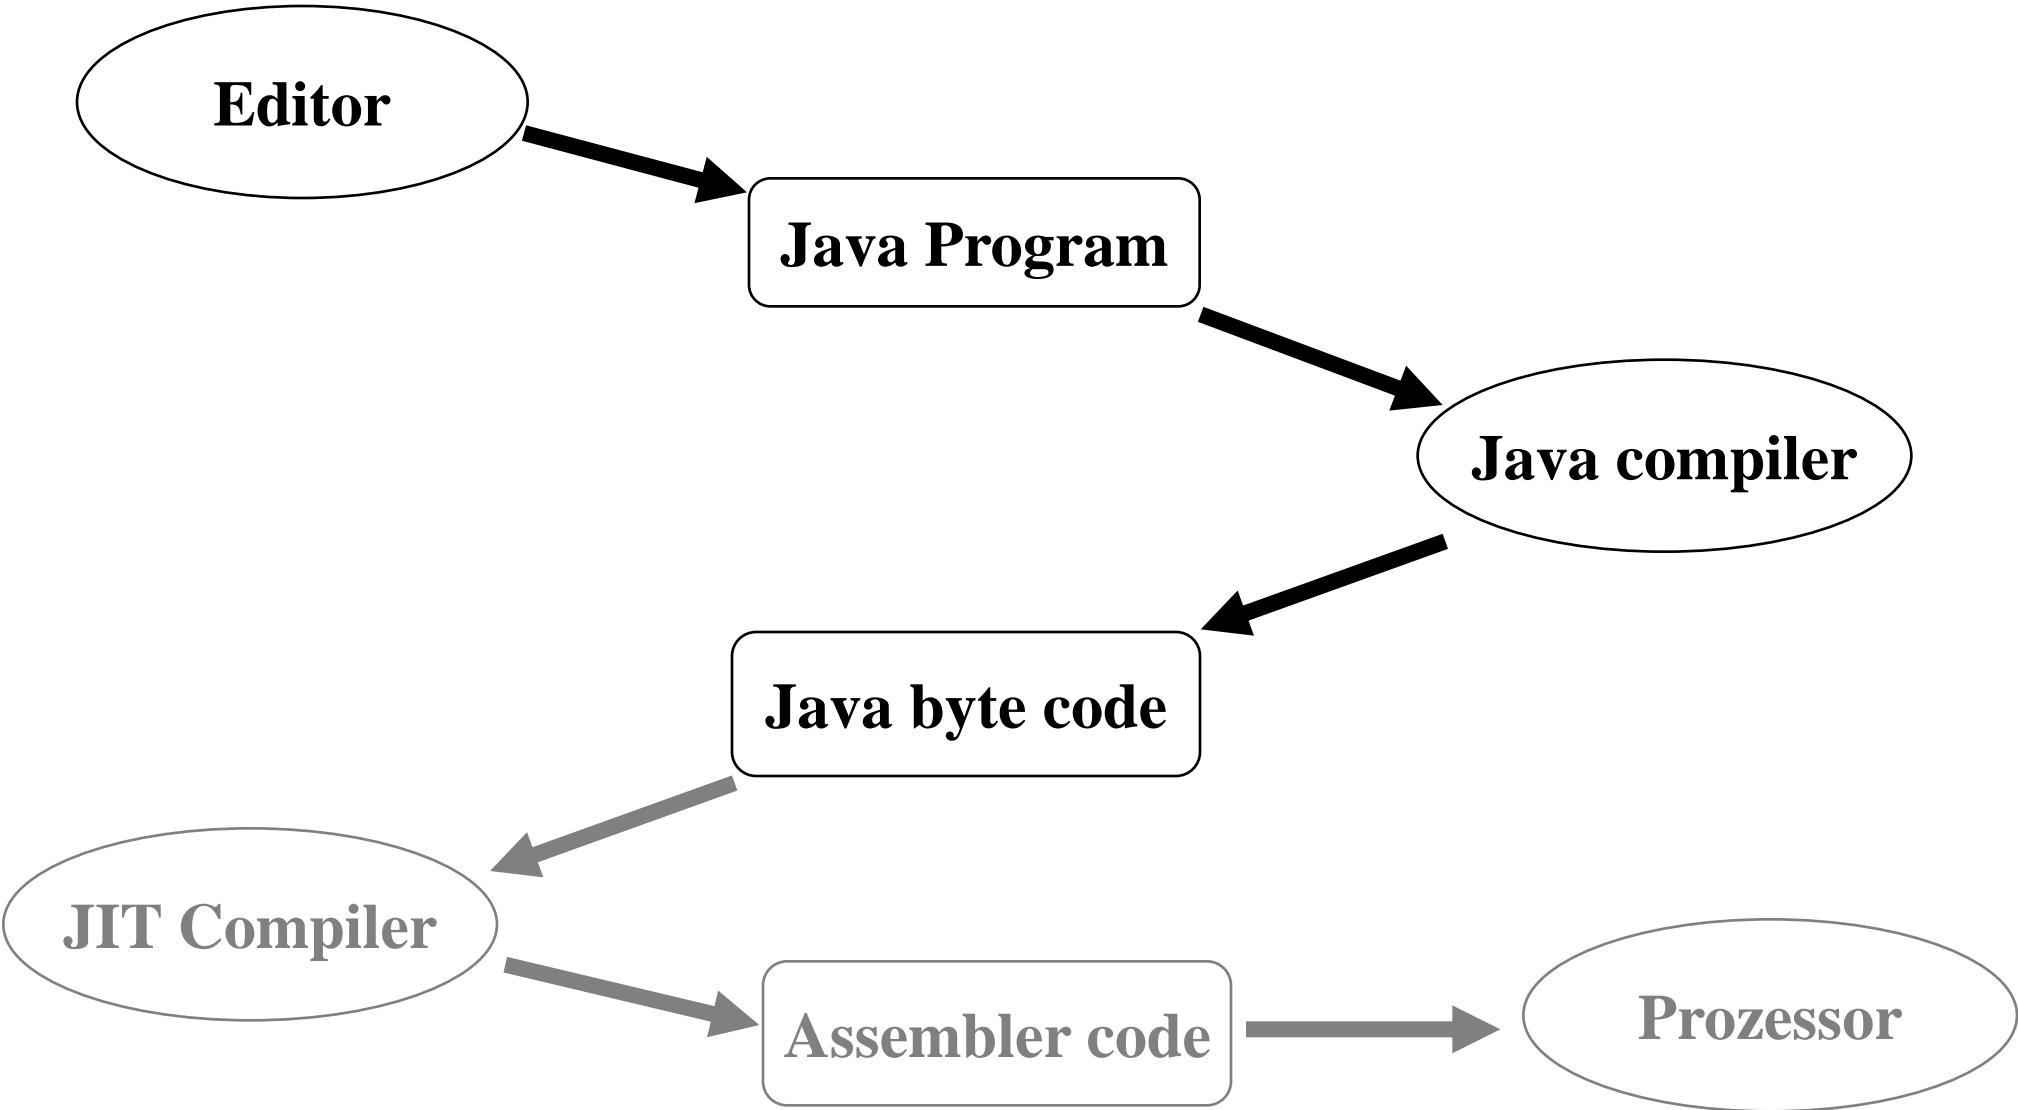 Editor
Java Program
Java compiler
Java byte code
JIT Compiler
Assembler code
Prozessor